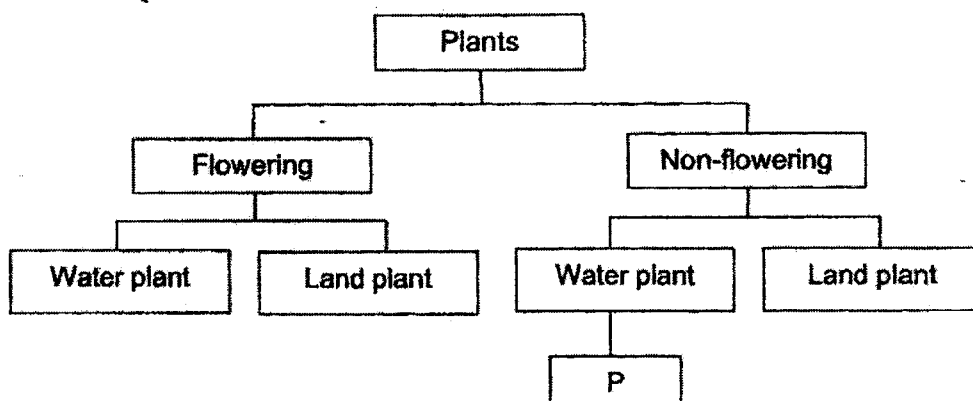 Plants
Flowering
Non-flowering
Water plant
Land plant
Water plant
Land plant
P